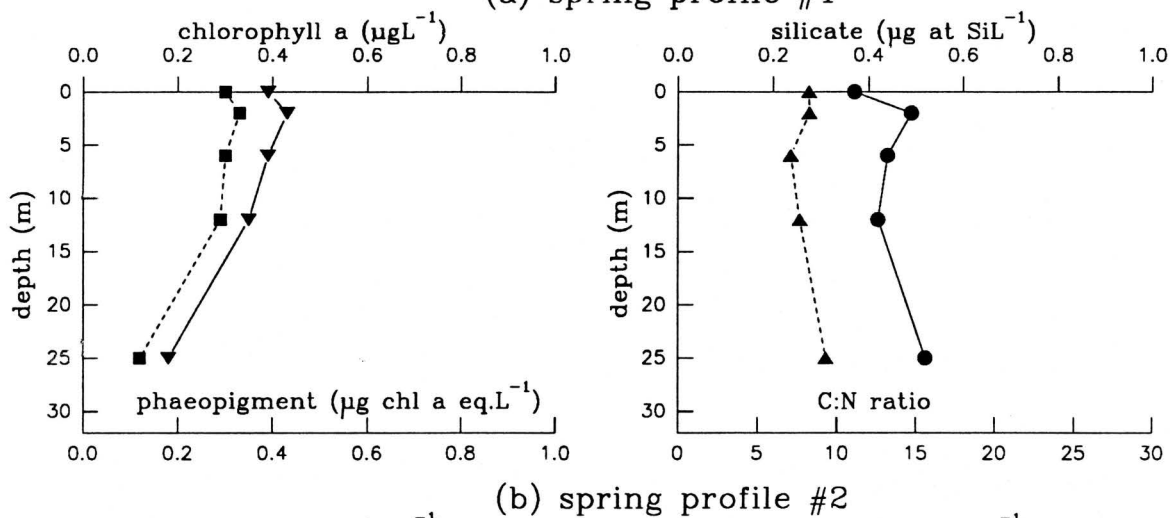 (a) spring profile #1
chlorophyll a (μgL⁻¹)
0.0 0.2 0.4 0.6 0.8 1.0
0
5
10
15
20
25
30
depth (m)
phaeopigment (μg chl a eq.L⁻¹)
0.0 0.2 0.4 0.6 0.8 1.0
silicate (μg at SiL⁻¹)
0.0 0.2 0.4 0.6 0.8 1.0
0
5
10
15
20
25
30
depth (m)
C:N ratio
0 5 10 15 20 25 30
(b) spring profile #2
⁻¹ ⁻¹